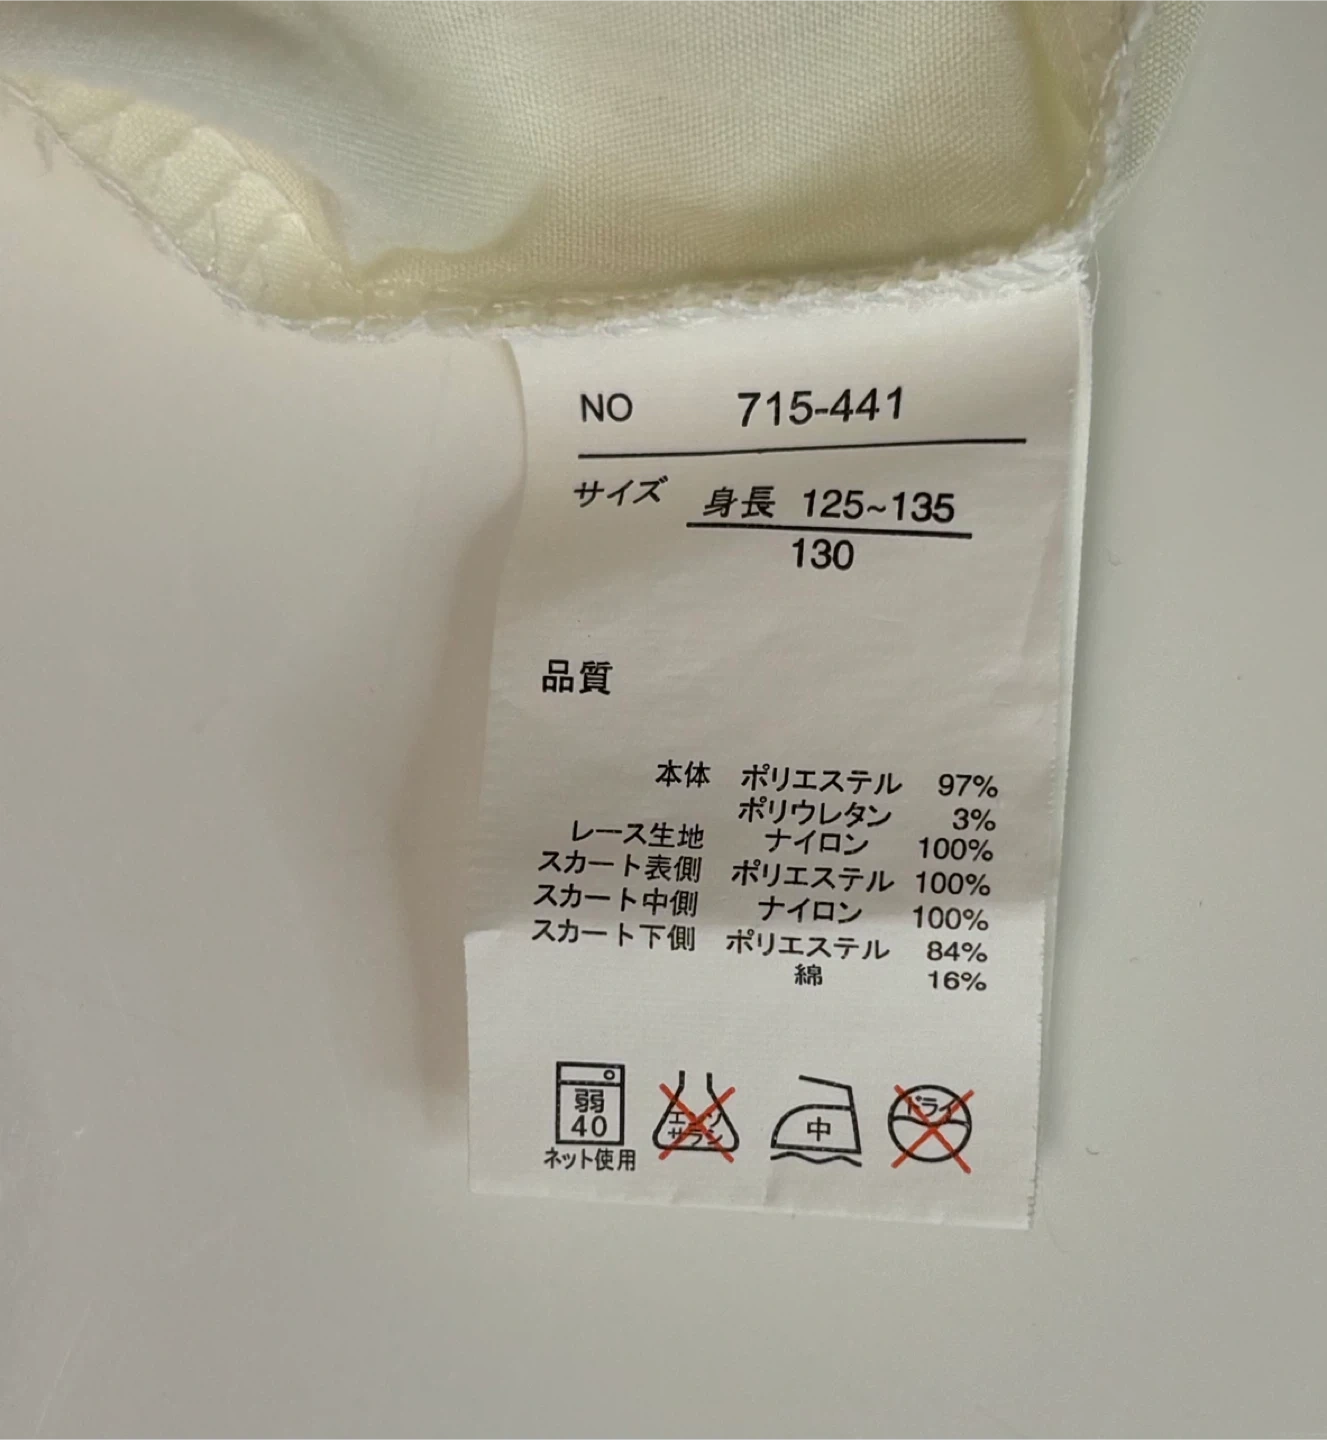 NO 715-441
サイズ 身長 125~135
130
品質
本体 ポリエステル 97%
ポリウレタン 3%
レース生地 ナイロン 100%
スカート表側 ポリエステル 100%
スカート中側 ナイロン 100%
スカート下側 ポリエステル 84%
綿 16%
弱
40
ネット使用
エンソ
サラシ
中
ドライ